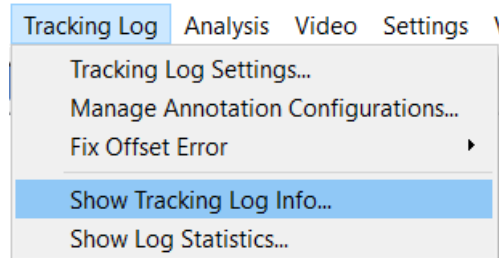 Tracking Log Analysis Video Settings
Tracking Log Settings...
Manage Annotation Configurations...
Fix Offset Error
Show Tracking Log Info...
Show Log Statistics...